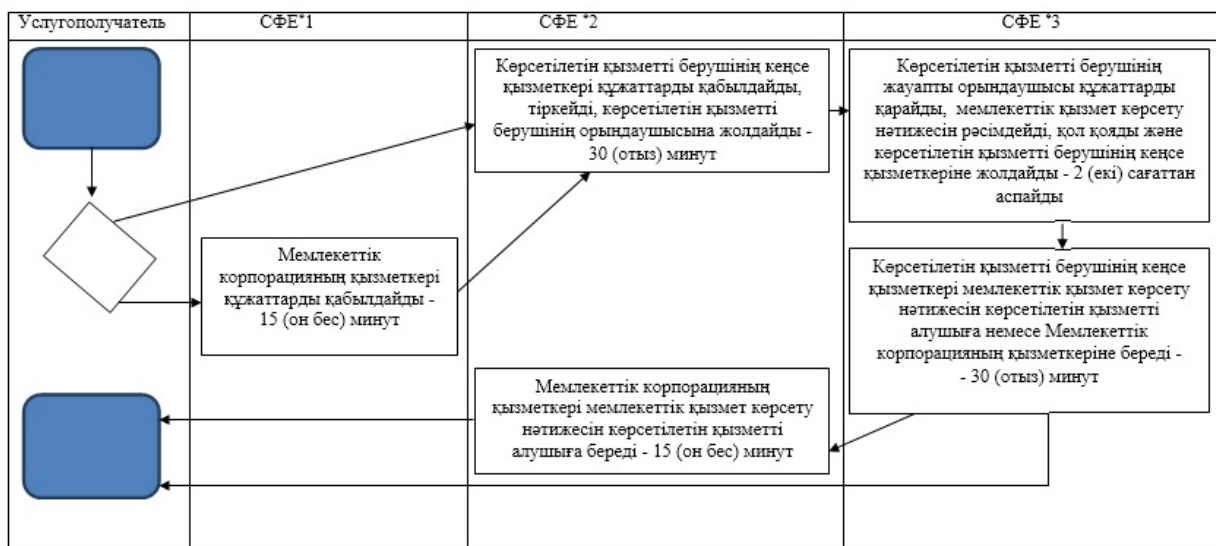 Услугополучатель
СФЕ*1
СФЕ *2
СФЕ *3
Көрсетілетін қызметті берушінің кеңсе
қызметкері құжаттарды қабылдайды,
тіркейді, көрсетілетін қызметті
берушінің орындаушысына жолдайды -
30 (отыз) минут
Көрсетілетін қызметті берушінің
жауапты орындаушысы құжаттарды
қарайды, мемлекеттік қызмет көрсету
нәтижесін рәсімдейді, қол қояды және
көрсетілетін қызметті берушінің кеңсе
қызметкеріне жолдайды - 2 (екі) сағаттан
аспайды
Мемлекеттік
корпорацияның қызметкері
құжаттарды қабылдайды -
15 (он бес) минут
Көрсетілетін қызметті берушінің кеңсе
қызметкері мемлекеттік қызмет көрсету
нәтижесін көрсетілетін қызметті
алушыға немесе Мемлекеттік
корпорацияның қызметкеріне береді -
- 30 (отыз) минут
Мемлекеттік корпорацияның
қызметкері мемлекеттік қызмет көрсету
нәтижесін көрсетілетін қызметті
алушыға береді - 15 (он бес) минут